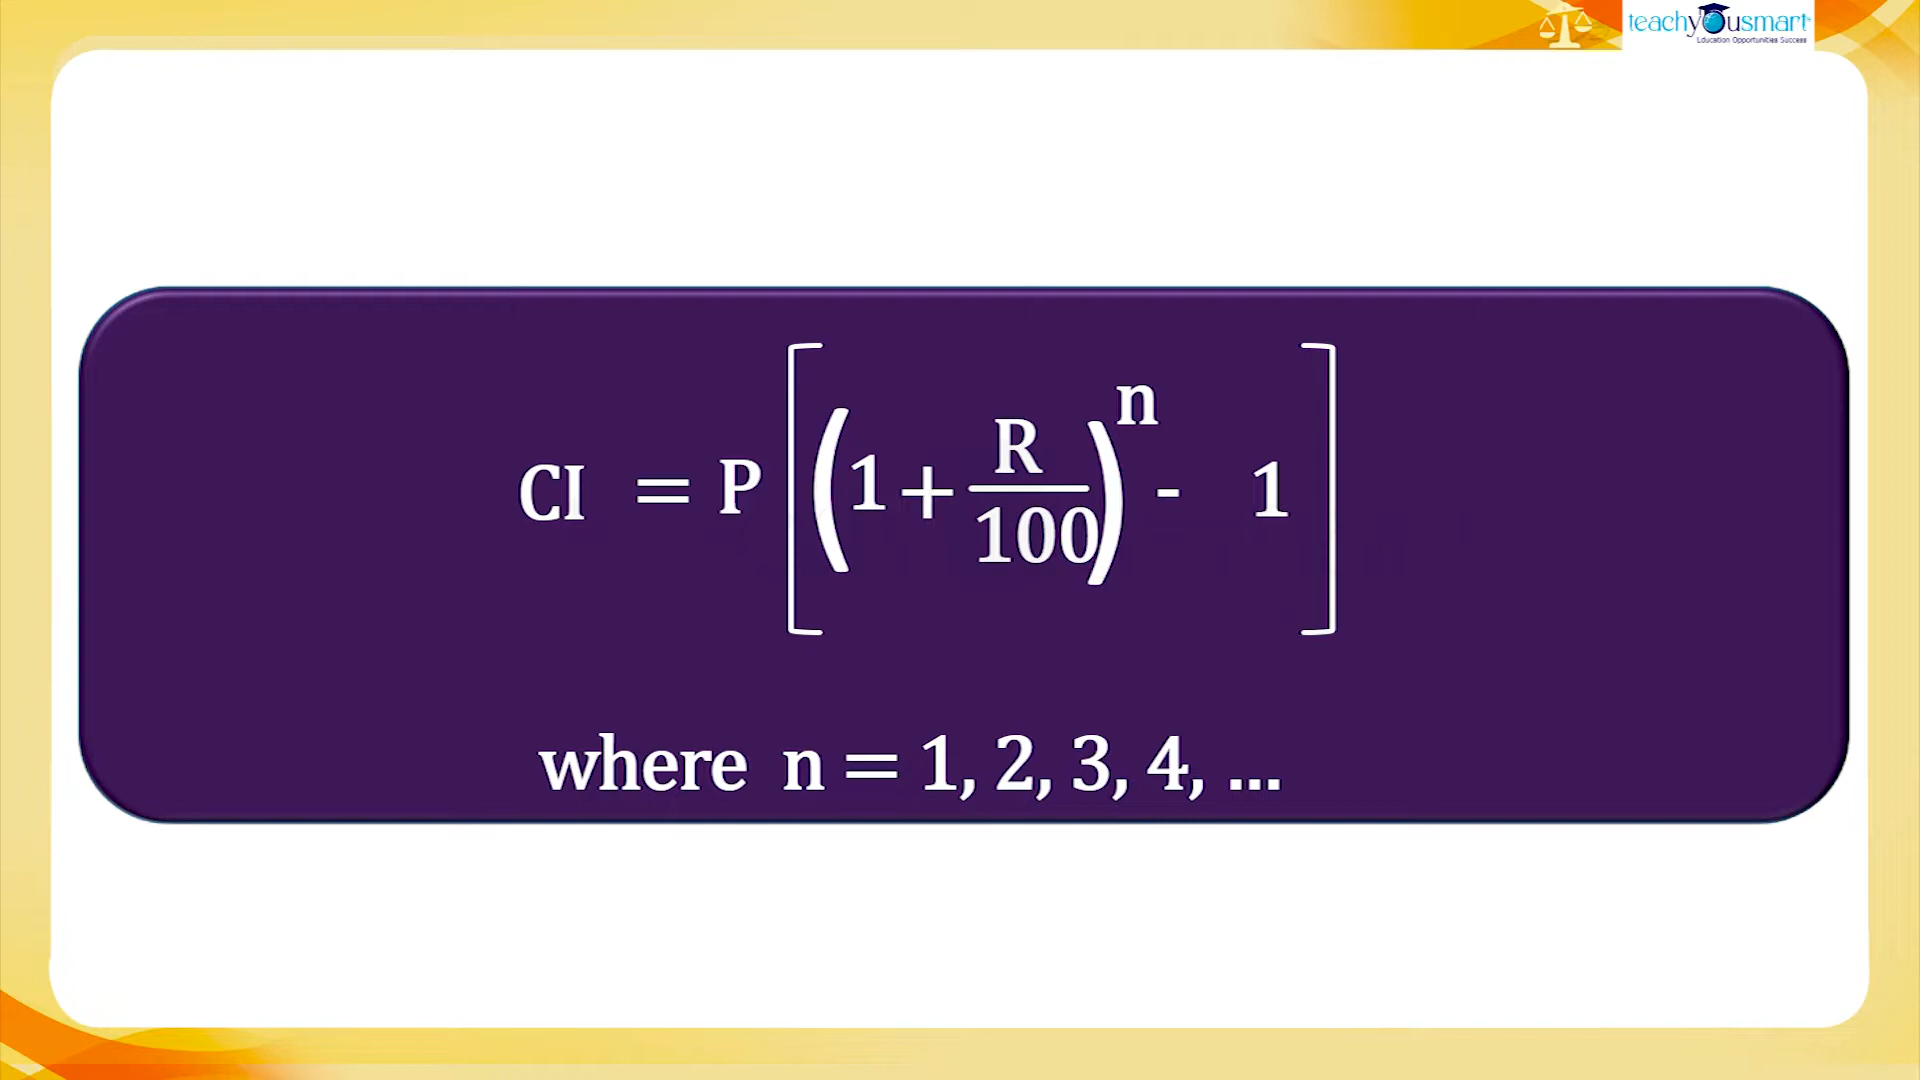 teachyOusmart
Education Opportunities Success
CI = P [ ( 1 + R/100 )^n - 1 ]
where n = 1, 2, 3, 4, ...